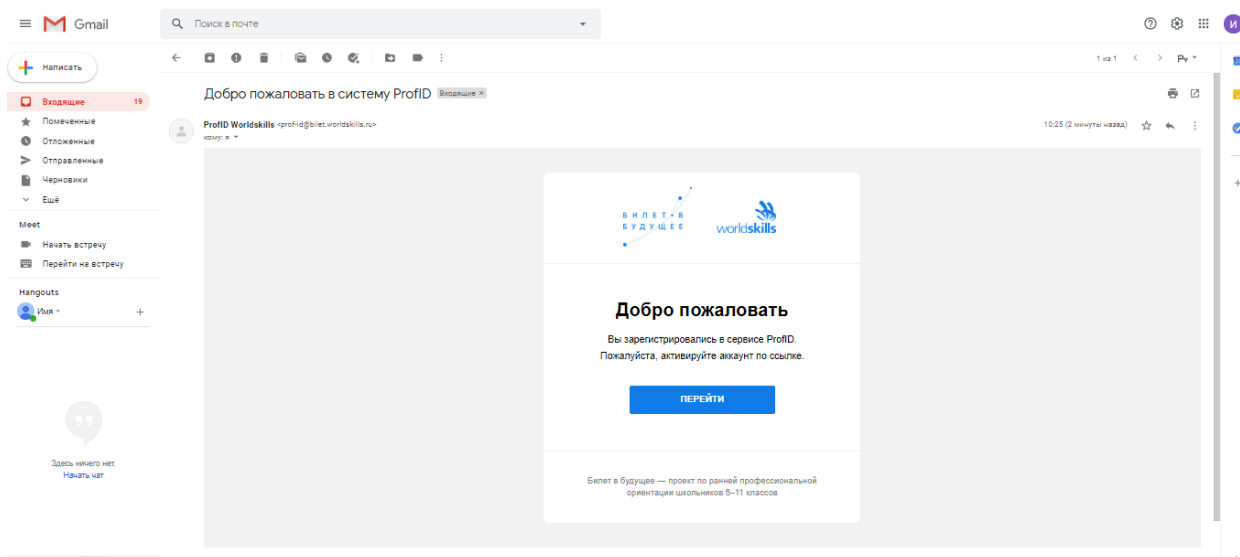 Gmail
Поиск в почте
И
Написать
1 из 1
Входящие 19
Добро пожаловать в систему ProfID Входящие ×
Помеченные
ProfID Worldskills <prof-id@bilet.worldskills.ru>
10:25 (2 минуты назад)
кому: я
Отложенные
Отправленные
Черновики
Ещё
Meet
Начать встречу
Перейти на встречу
Hangouts
Имя
Здесь ничего нет.
Начать чат
БИЛЕТ В
БУДУЩЕЕ
worldskills
Добро пожаловать
Вы зарегистрировались в сервисе ProfID.
Пожалуйста, активируйте аккаунт по ссылке.
ПЕРЕЙТИ
Билет в будущее — проект по ранней профессиональной
ориентации школьников 6–11 классов